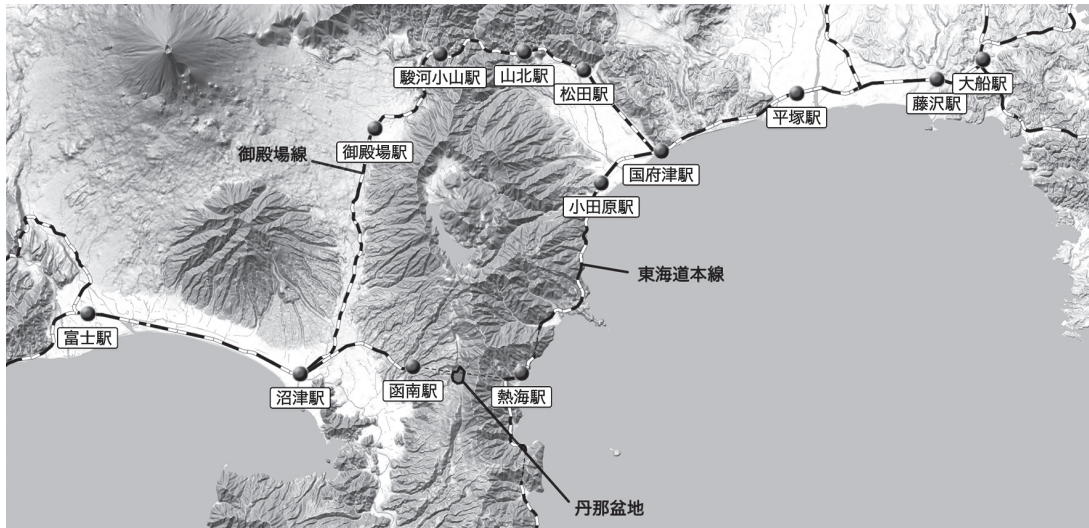 駿河小山駅
山北駅
松田駅
大船駅
藤沢駅
平塚駅
御殿場線
御殿場駅
国府津駅
小田原駅
東海道本線
富士駅
沼津駅
函南駅
熱海駅
丹那盆地